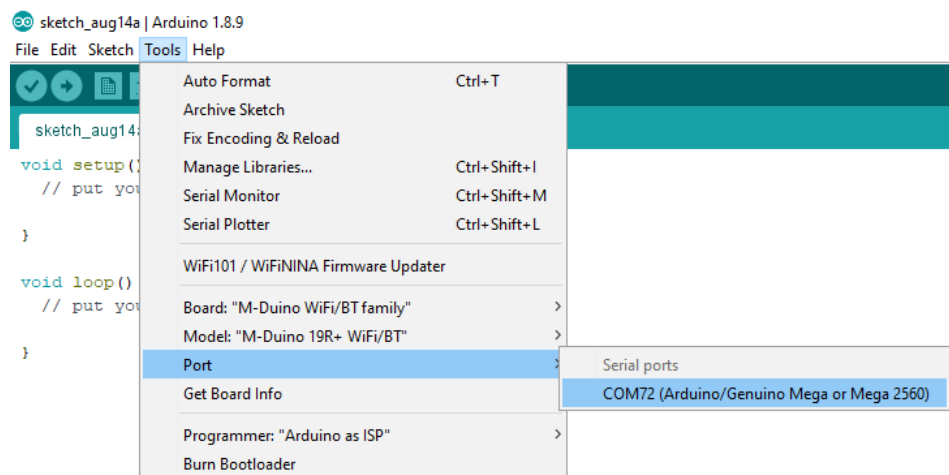 sketch_aug14a | Arduino 1.8.9
File Edit Sketch Tools Help
Auto Format Ctrl+T
Archive Sketch
sketch_aug14a
Fix Encoding & Reload
void setup()
Manage Libraries... Ctrl+Shift+I
// put you
Serial Monitor Ctrl+Shift+M
Serial Plotter Ctrl+Shift+L
}
WiFi101 / WiFiNINA Firmware Updater
void loop()
// put you
Board: "M-Duino WiFi/BT family"
Model: "M-Duino 19R+ WiFi/BT"
}
Port
Serial ports
Get Board Info
COM72 (Arduino/Genuino Mega or Mega 2560)
Programmer: "Arduino as ISP"
Burn Bootloader